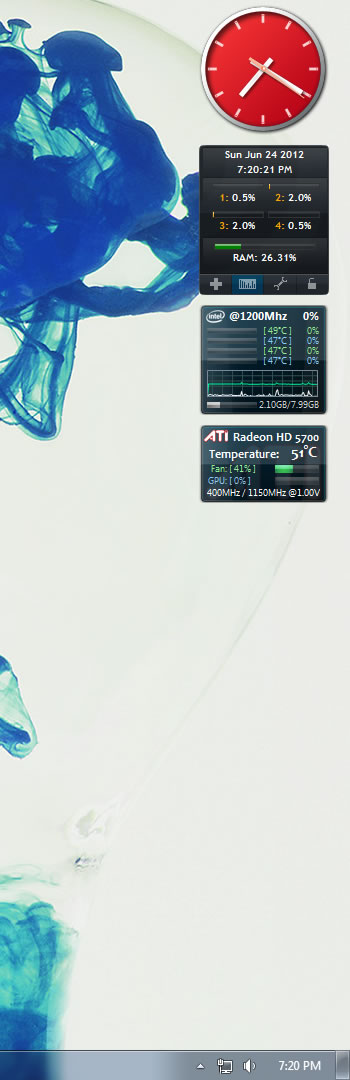 Sun Jun 24 2012
7:20:21 PM
1: 0.5% 2: 2.0%
3: 2.0% 4: 0.5%
RAM: 26.31%
intel @1200Mhz 0%
[49°C] 0%
[47°C] 0%
[47°C] 0%
[47°C] 0%
2.10GB/7.99GB
ATI Radeon HD 5700
Temperature: 51°C
Fan: [41%]
GPU: [0%]
400MHz / 1150MHz @1.00V
7:20 PM